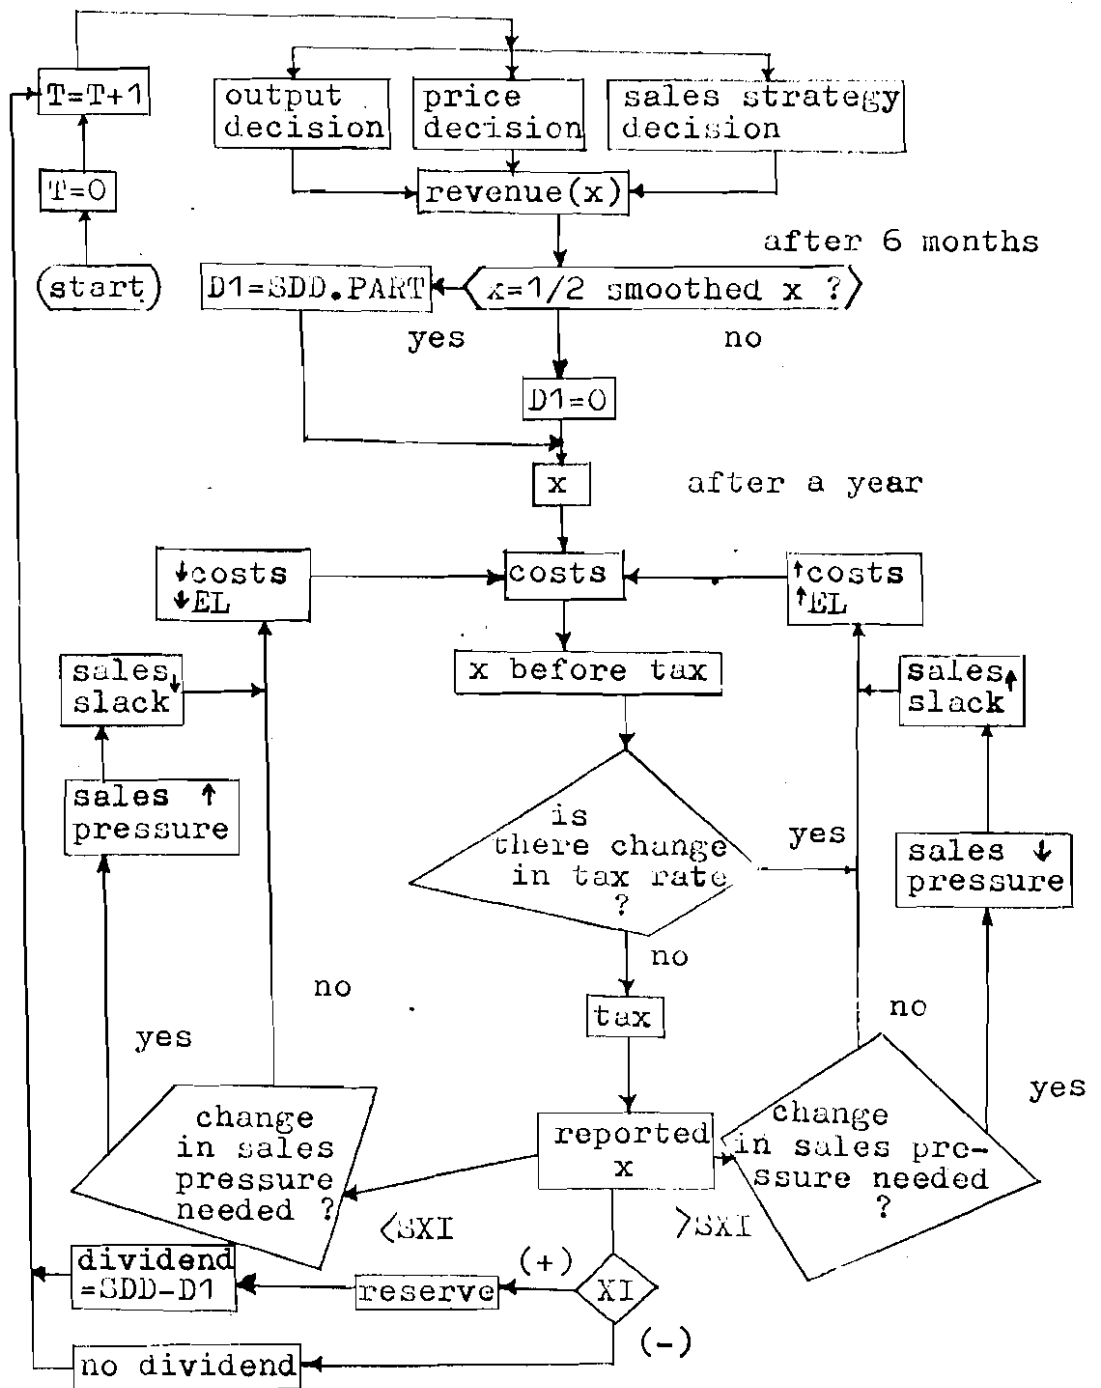 T=T+1
output
decision
price
decision
sales strategy
decision
T=0
revenue(x)
after 6 months
(start)
D1=SDD.PART
x=1/2 smoothed x ?
yes
no
D1=0
x
after a year
↓costs
↓EL
costs
↑costs
↑EL
sales↓
slack
x before tax
sales↑
slack
sales ↑
pressure
is
there change
in tax rate
?
yes
sales ↓
pressure
no
no
tax
no
yes
yes
change
in sales
pressure
needed ?
reported
x
change
in sales pre-
ssure needed
?
<SXI
>SXI
dividend
=SDD-D1
reserve
(+)
XI
(-)
no dividend